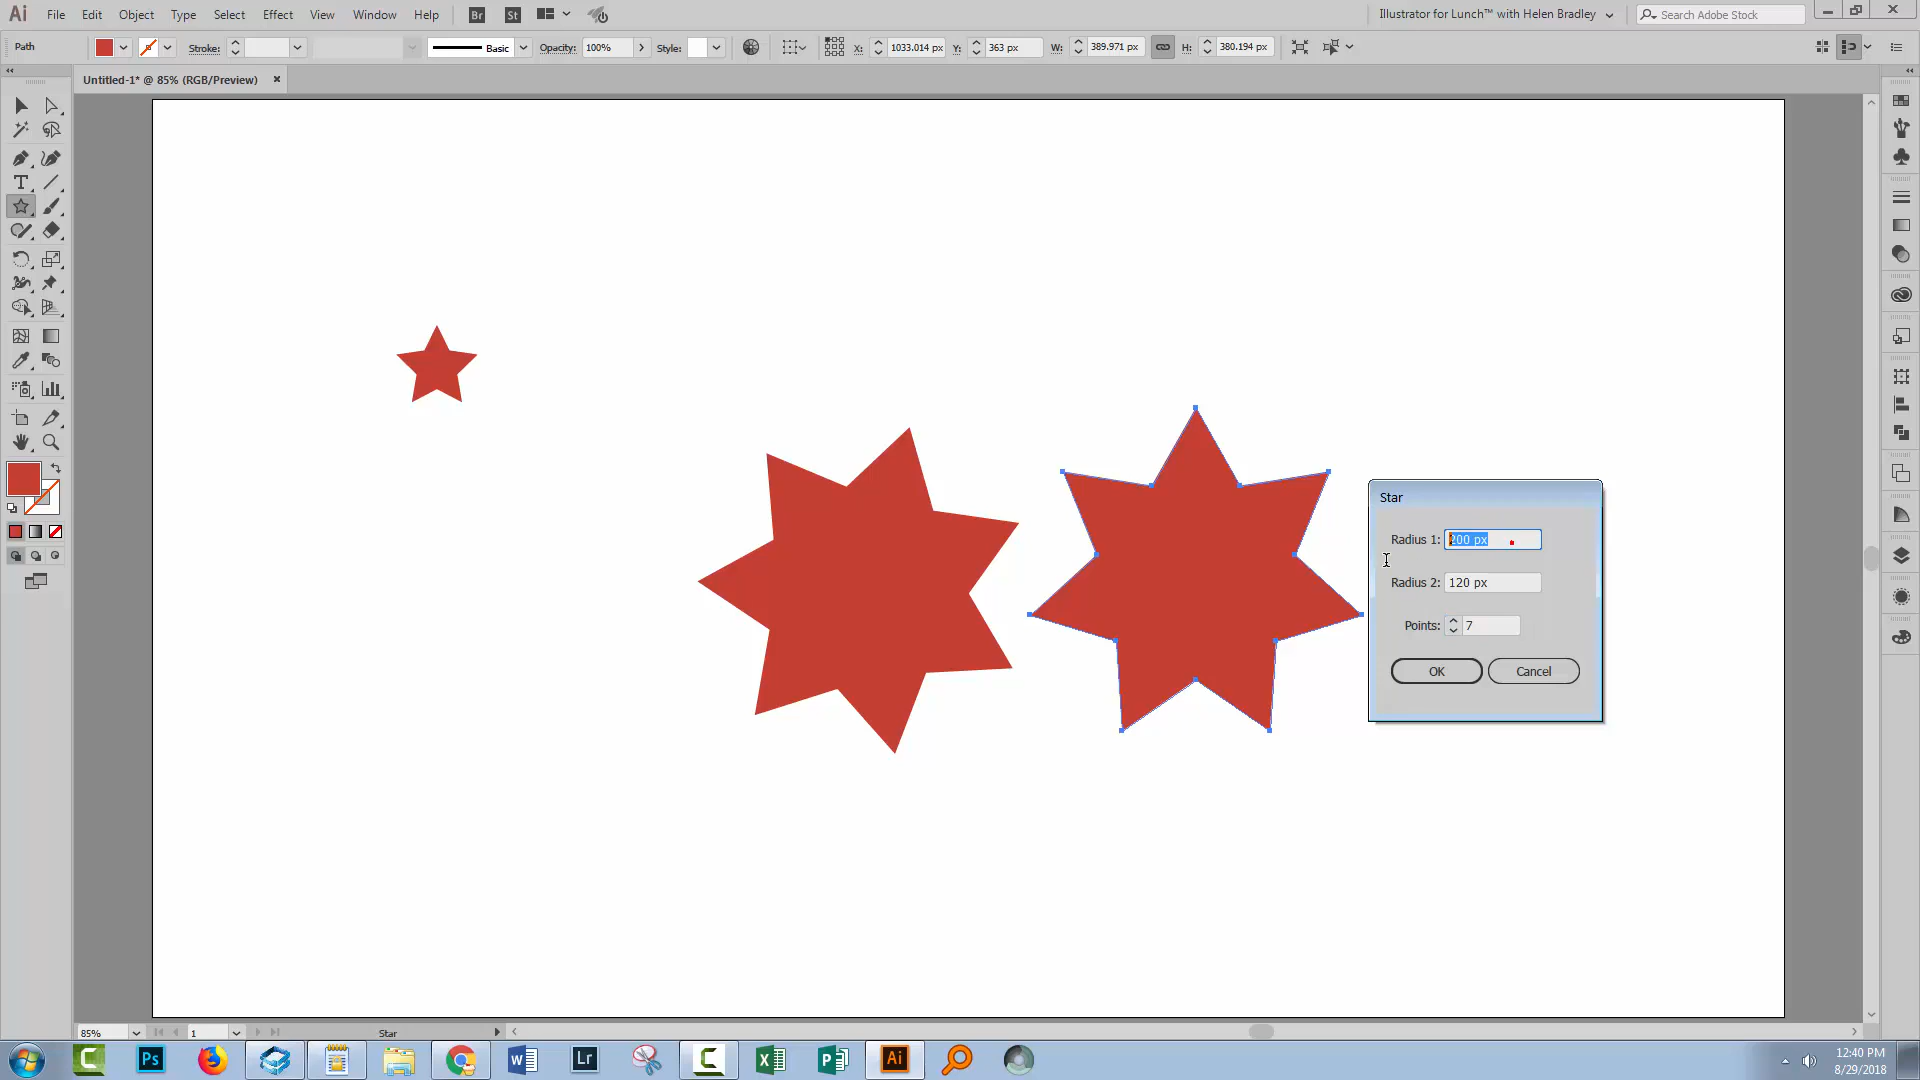 Ai File Edit Object Type Select Effect View Window Help Br St Illustrator for Lunch™ with Helen Bradley Search Adobe Stock
Path Stroke: Basic Opacity: 100% Style: X: 1033.014 px Y: 363 px W: 389.971 px H: 380.194 px
Untitled-1* @ 85% (RGB/Preview)
Star
Radius 1: 200 px
Radius 2: 120 px
Points: 7
OK Cancel
85% 1 Star
Ps Lr Ai
12:40 PM
8/29/2018